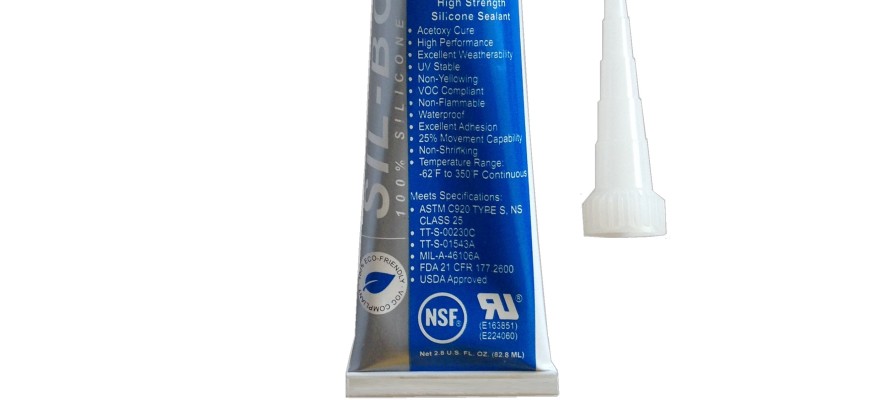 High Strength
Silicone Sealant
• Acetoxy Cure
• High Performance
• Excellent Weatherability
• UV Stable
• Non-Yellowing
• VOC Compliant
• Non-Flammable
• Waterproof
• Excellent Adhesion
• 25% Movement Capability
• Non-Shrinking
• Temperature Range:
-62°F to 350°F Continuous
Meets Specifications:
• ASTM C920 TYPE S, NS
CLASS 25
• TT-S-00230C
• TT-S-01543A
• MIL-A-46106A
• FDA 21 CFR 177.2600
• USDA Approved
NSF®
RU®
(E163851)
(E224060)
Net 2.8 U.S. FL. OZ. (82.8 ML)
100% SILICONE
ECO-FRIENDLY
VOC COMPLIANT